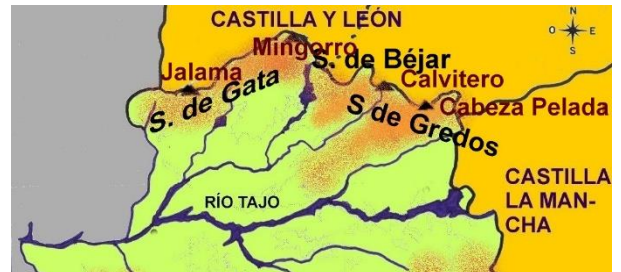 CASTILLA Y LEÓN
N
O E
S
Mingorro
S. de Béjar
Jalama
Calvitero
S. de Gata
S de Gredos
Cabeza Pelada
CASTILLA
LA MAN-
CHA
RÍO TAJO